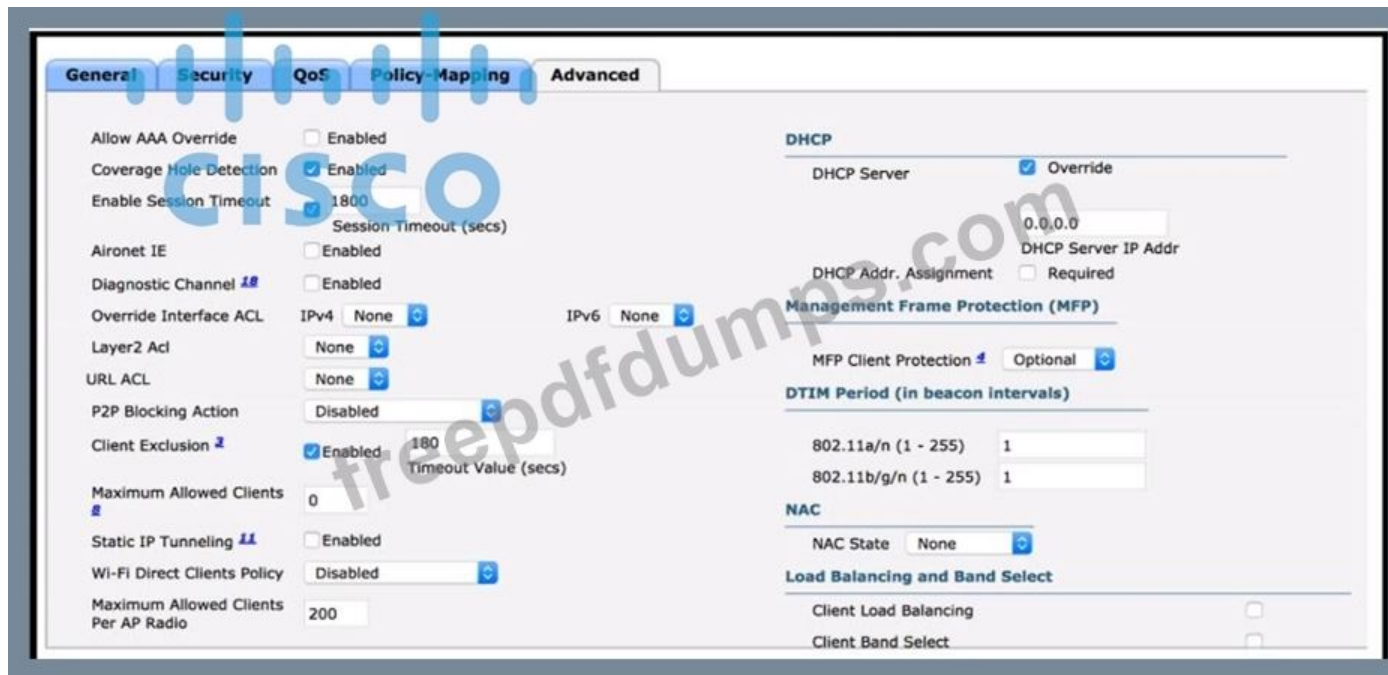 General Security QoS Policy-Mapping Advanced
CISCO
Allow AAA Override Enabled
Coverage Hole Detection Enabled
Enable Session Timeout 1800
Session Timeout (secs)
Aironet IE Enabled
Diagnostic Channel 18 Enabled
Override Interface ACL IPv4 None IPv6 None
Layer2 Acl None
URL ACL None
P2P Blocking Action Disabled
Client Exclusion 3 Enabled 180
Timeout Value (secs)
Maximum Allowed Clients
8
0
Static IP Tunneling 11 Enabled
Wi-Fi Direct Clients Policy Disabled
Maximum Allowed Clients
Per AP Radio
200
DHCP
DHCP Server Override
0.0.0.0
DHCP Server IP Addr
DHCP Addr. Assignment Required
Management Frame Protection (MFP)
MFP Client Protection 4 Optional
DTIM Period (in beacon intervals)
802.11a/n (1 - 255) 1
802.11b/g/n (1 - 255) 1
NAC
NAC State None
Load Balancing and Band Select
Client Load Balancing
Client Band Select
freepdfdumps.com